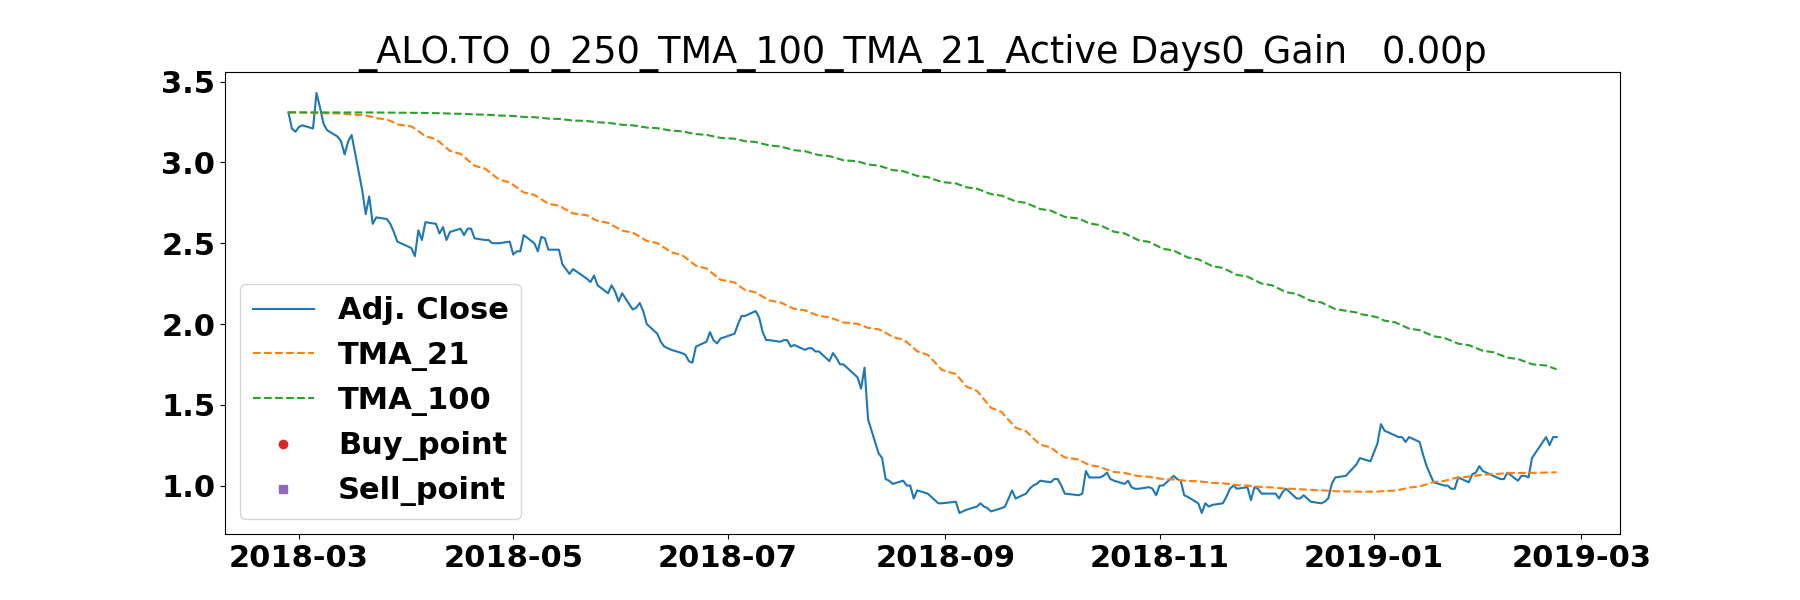 _ALO.TO_0_250_TMA_100_TMA_21_Active Days0_Gain   0.00p
3.5
3.0
2.5
2.0
1.5
1.0
Adj. Close
TMA_21
TMA_100
Buy_point
Sell_point
2018-03 2018-05 2018-07 2018-09 2018-11 2019-01 2019-03